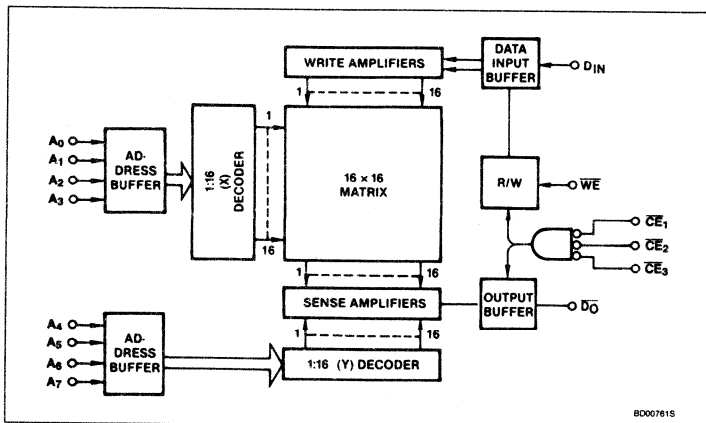 WRITE AMPLIFIERS
DATA
INPUT
BUFFER
DIN
1
16
A0
A1
A2
A3
AD-
DRESS
BUFFER
1:16
(X)
DECODER
1
16
16 × 16
MATRIX
R/W
WE
CE1
CE2
CE3
1
16
SENSE AMPLIFIERS
OUTPUT
BUFFER
DO
1
16
A4
A5
A6
A7
AD-
DRESS
BUFFER
1:16 (Y) DECODER
BD00761S